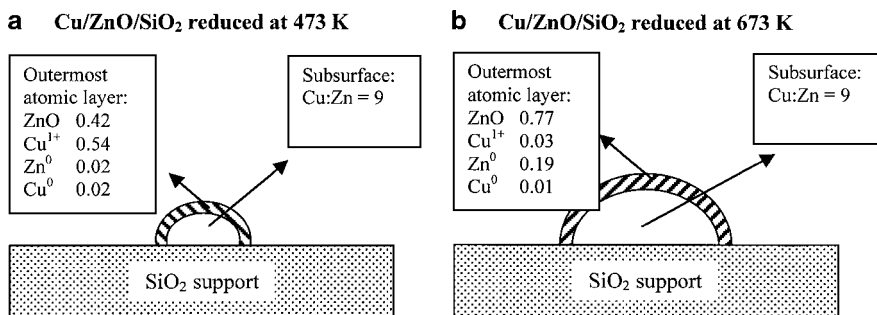 a Cu/ZnO/SiO₂ reduced at 473 K
Outermost
atomic layer:
ZnO 0.42
Cu¹⁺ 0.54
Zn⁰ 0.02
Cu⁰ 0.02
Subsurface:
Cu:Zn = 9
SiO₂ support
b Cu/ZnO/SiO₂ reduced at 673 K
Outermost
atomic layer:
ZnO 0.77
Cu¹⁺ 0.03
Zn⁰ 0.19
Cu⁰ 0.01
Subsurface:
Cu:Zn = 9
SiO₂ support